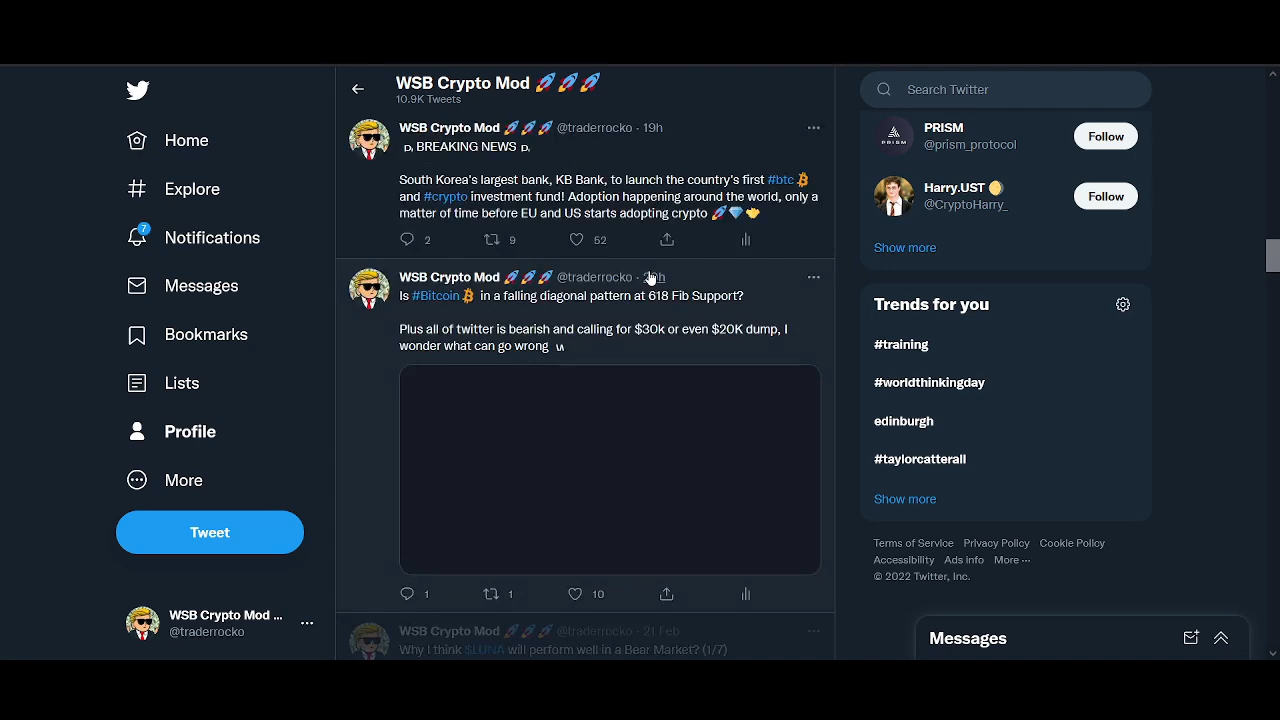 WSB Crypto Mod 🚀🚀🚀
10.9K Tweets
Home
Explore
7
Notifications
Messages
Bookmarks
Lists
Profile
More
Tweet
WSB Crypto Mod ...
@traderrocko
WSB Crypto Mod 🚀🚀🚀 @traderrocko · 19h
BREAKING NEWS
South Korea's largest bank, KB Bank, to launch the country's first #btc
and #crypto investment fund! Adoption happening around the world, only a
matter of time before EU and US starts adopting crypto 🚀💎🤝
2 9 52
WSB Crypto Mod 🚀🚀🚀 @traderrocko ·
Is #Bitcoin in a falling diagonal pattern at 618 Fib Support?
Plus all of twitter is bearish and calling for $30k or even $20K dump, I
wonder what can go wrong
1 1 10
WSB Crypto Mod 🚀🚀🚀 @traderrocko · 21 Feb
Why I think $LUNA will perform well in a Bear Market? (1/7)
Search Twitter
PRISM
PRISM
@prism_protocol
Follow
Harry.UST 🌖
@CryptoHarry_
Follow
Show more
Trends for you
#training
#worldthinkingday
edinburgh
#taylorcatterall
Show more
Terms of Service Privacy Policy Cookie Policy
Accessibility Ads info More ...
© 2022 Twitter, Inc.
Messages